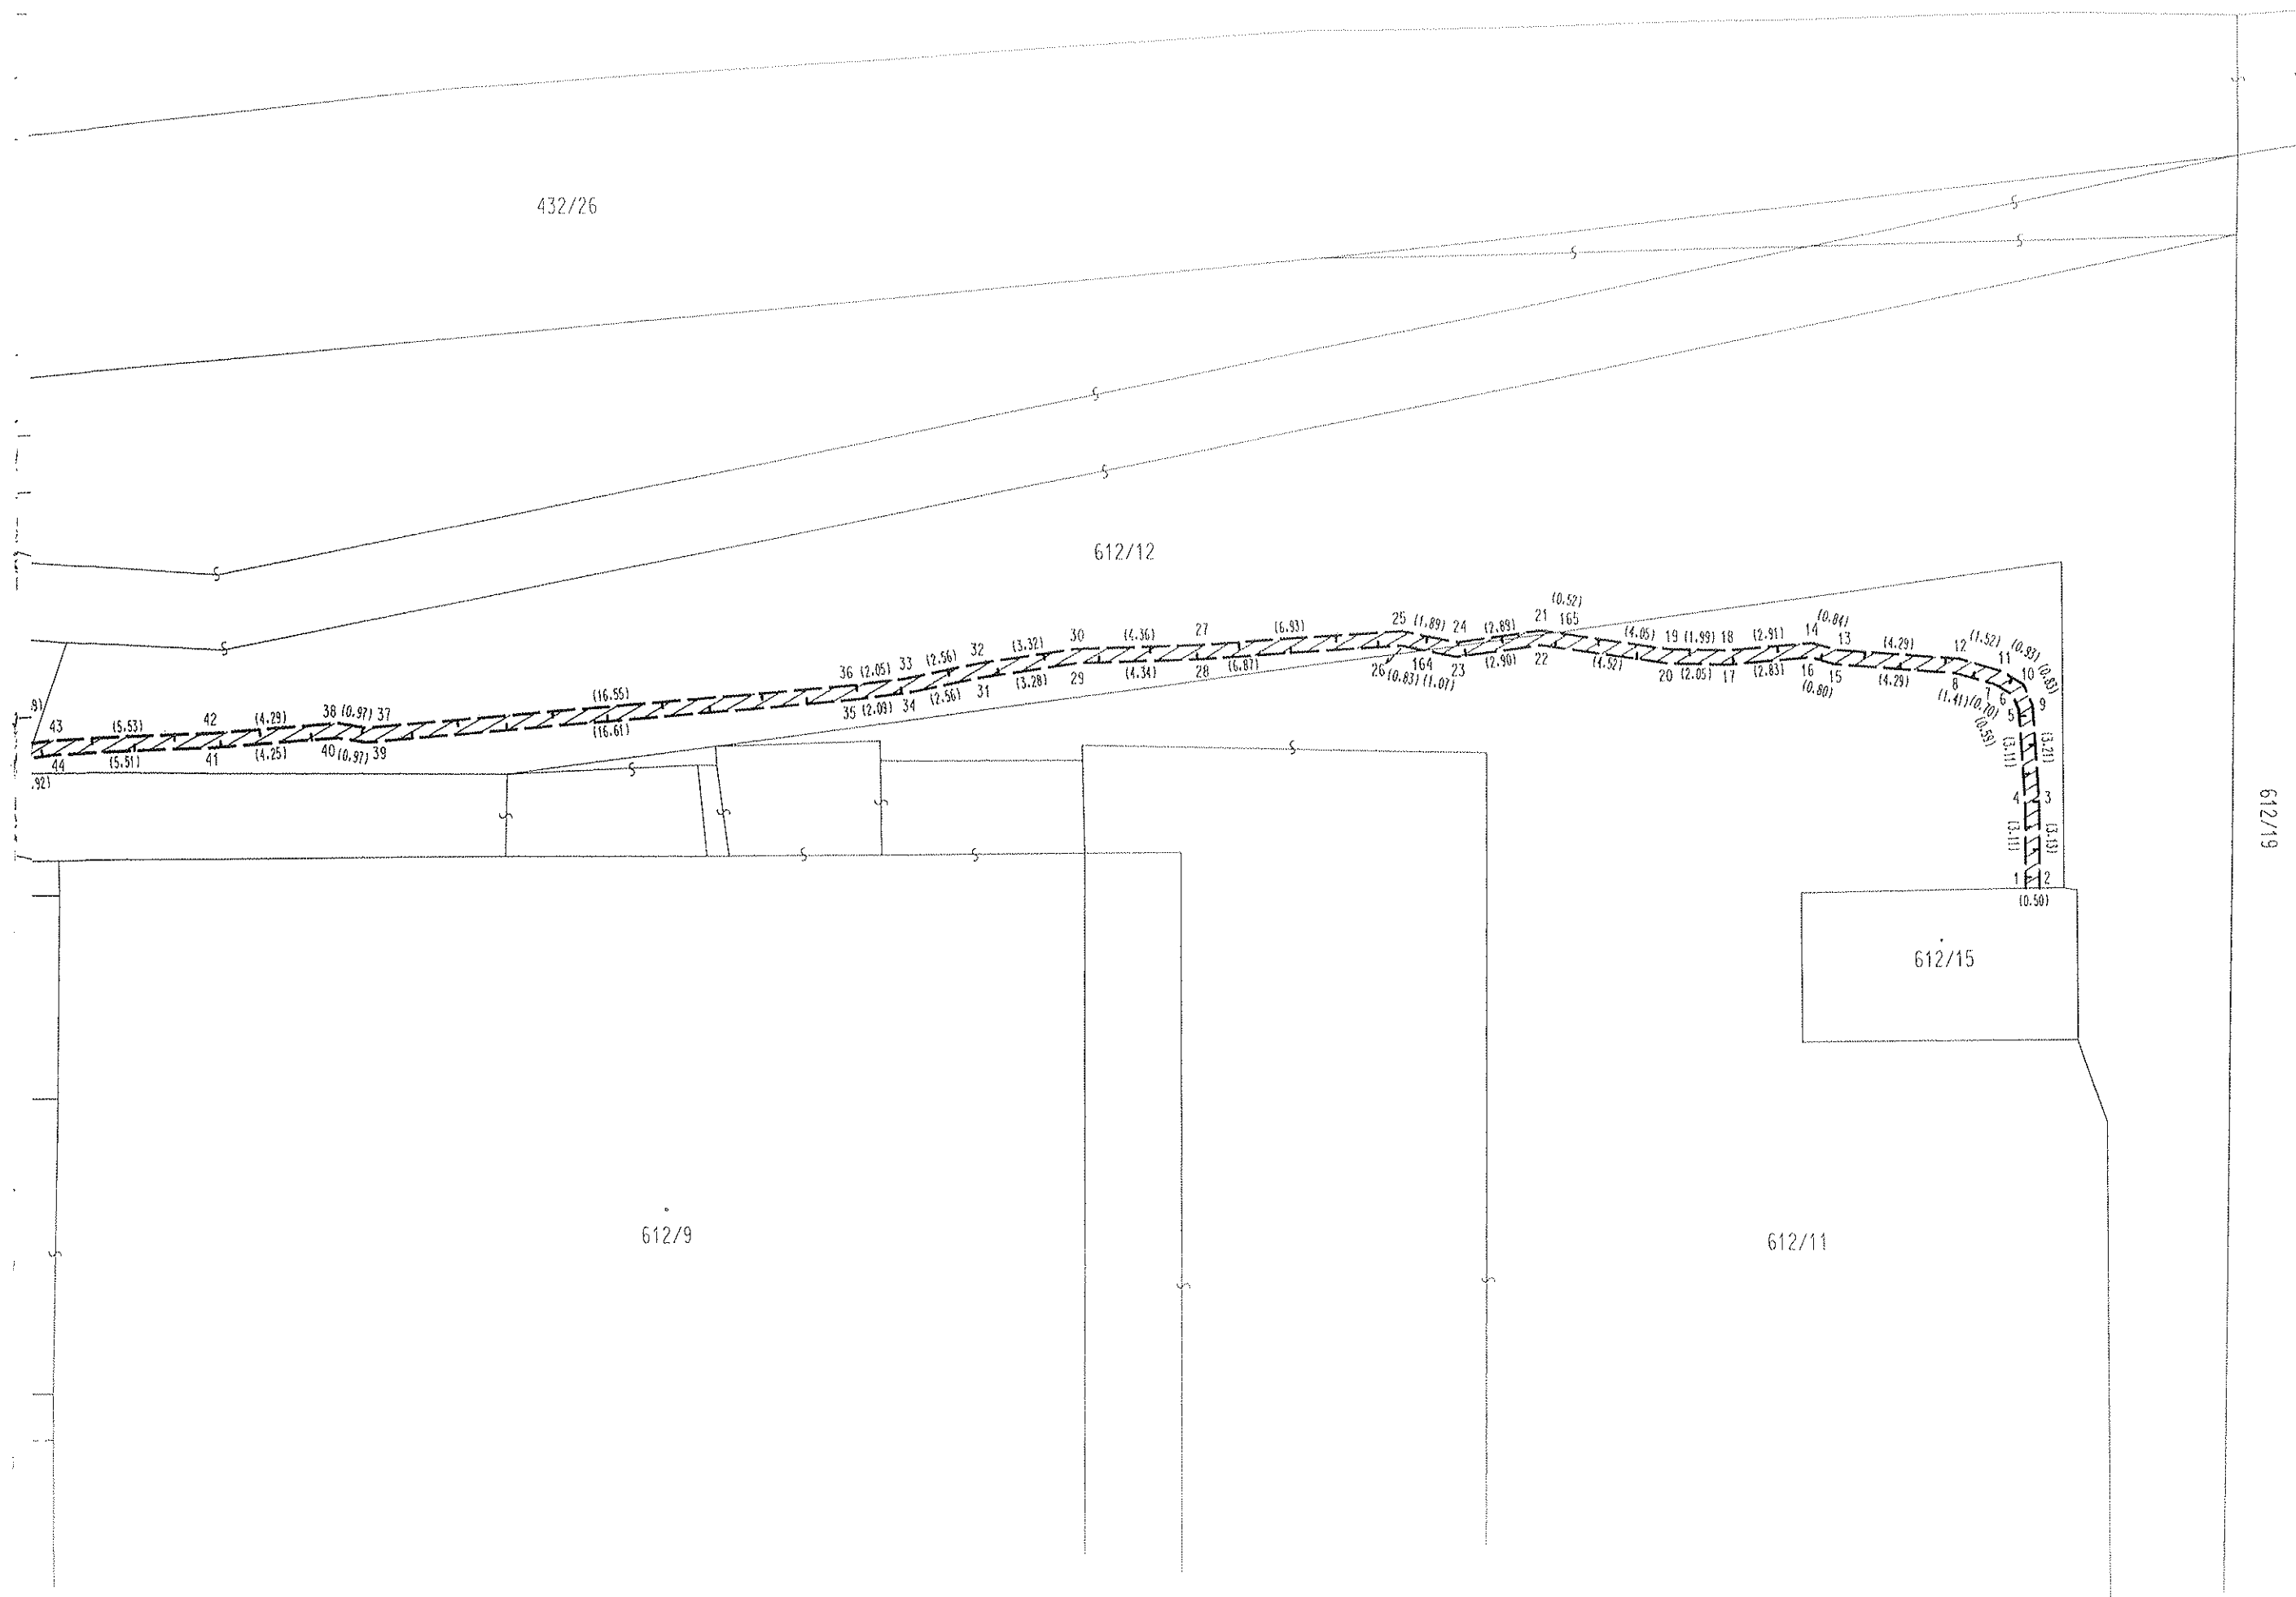 432/26
612/12
(0.52)
25 (1.89) 24 (2.89) 21 165
(0.84)
30 (4.36) 27 (6.93)
(4.05) 19 (1.99) 18 (2.91) 14 13 (4.29) 12 (1.52) 11 (0.93) 10 (0.83)
36 (2.05) 33 (2.56) 32 (3.32)
26 164 23 (2.90) 22 (4.52) 20 (2.05) 17 (2.83) 16 15 (4.29) 8 7 6 5 9
(0.83) (1.07)
(0.80)
(1.41) (0.70)
(0.59)
35 (2.09) 34 (2.56) 31 (3.28) 29 (4.34) 28 (6.87)
(16.55)
(16.61)
.9)
43 (5.53) 42 (4.29) 38 (0.97) 37
44 (5.51) 41 (4.25) 40 (0.97) 39
.92)
(3.11) (3.21)
4 3
(3.11) (3.13)
1 2
(0.50)
612/19
612/15
612/9
612/11